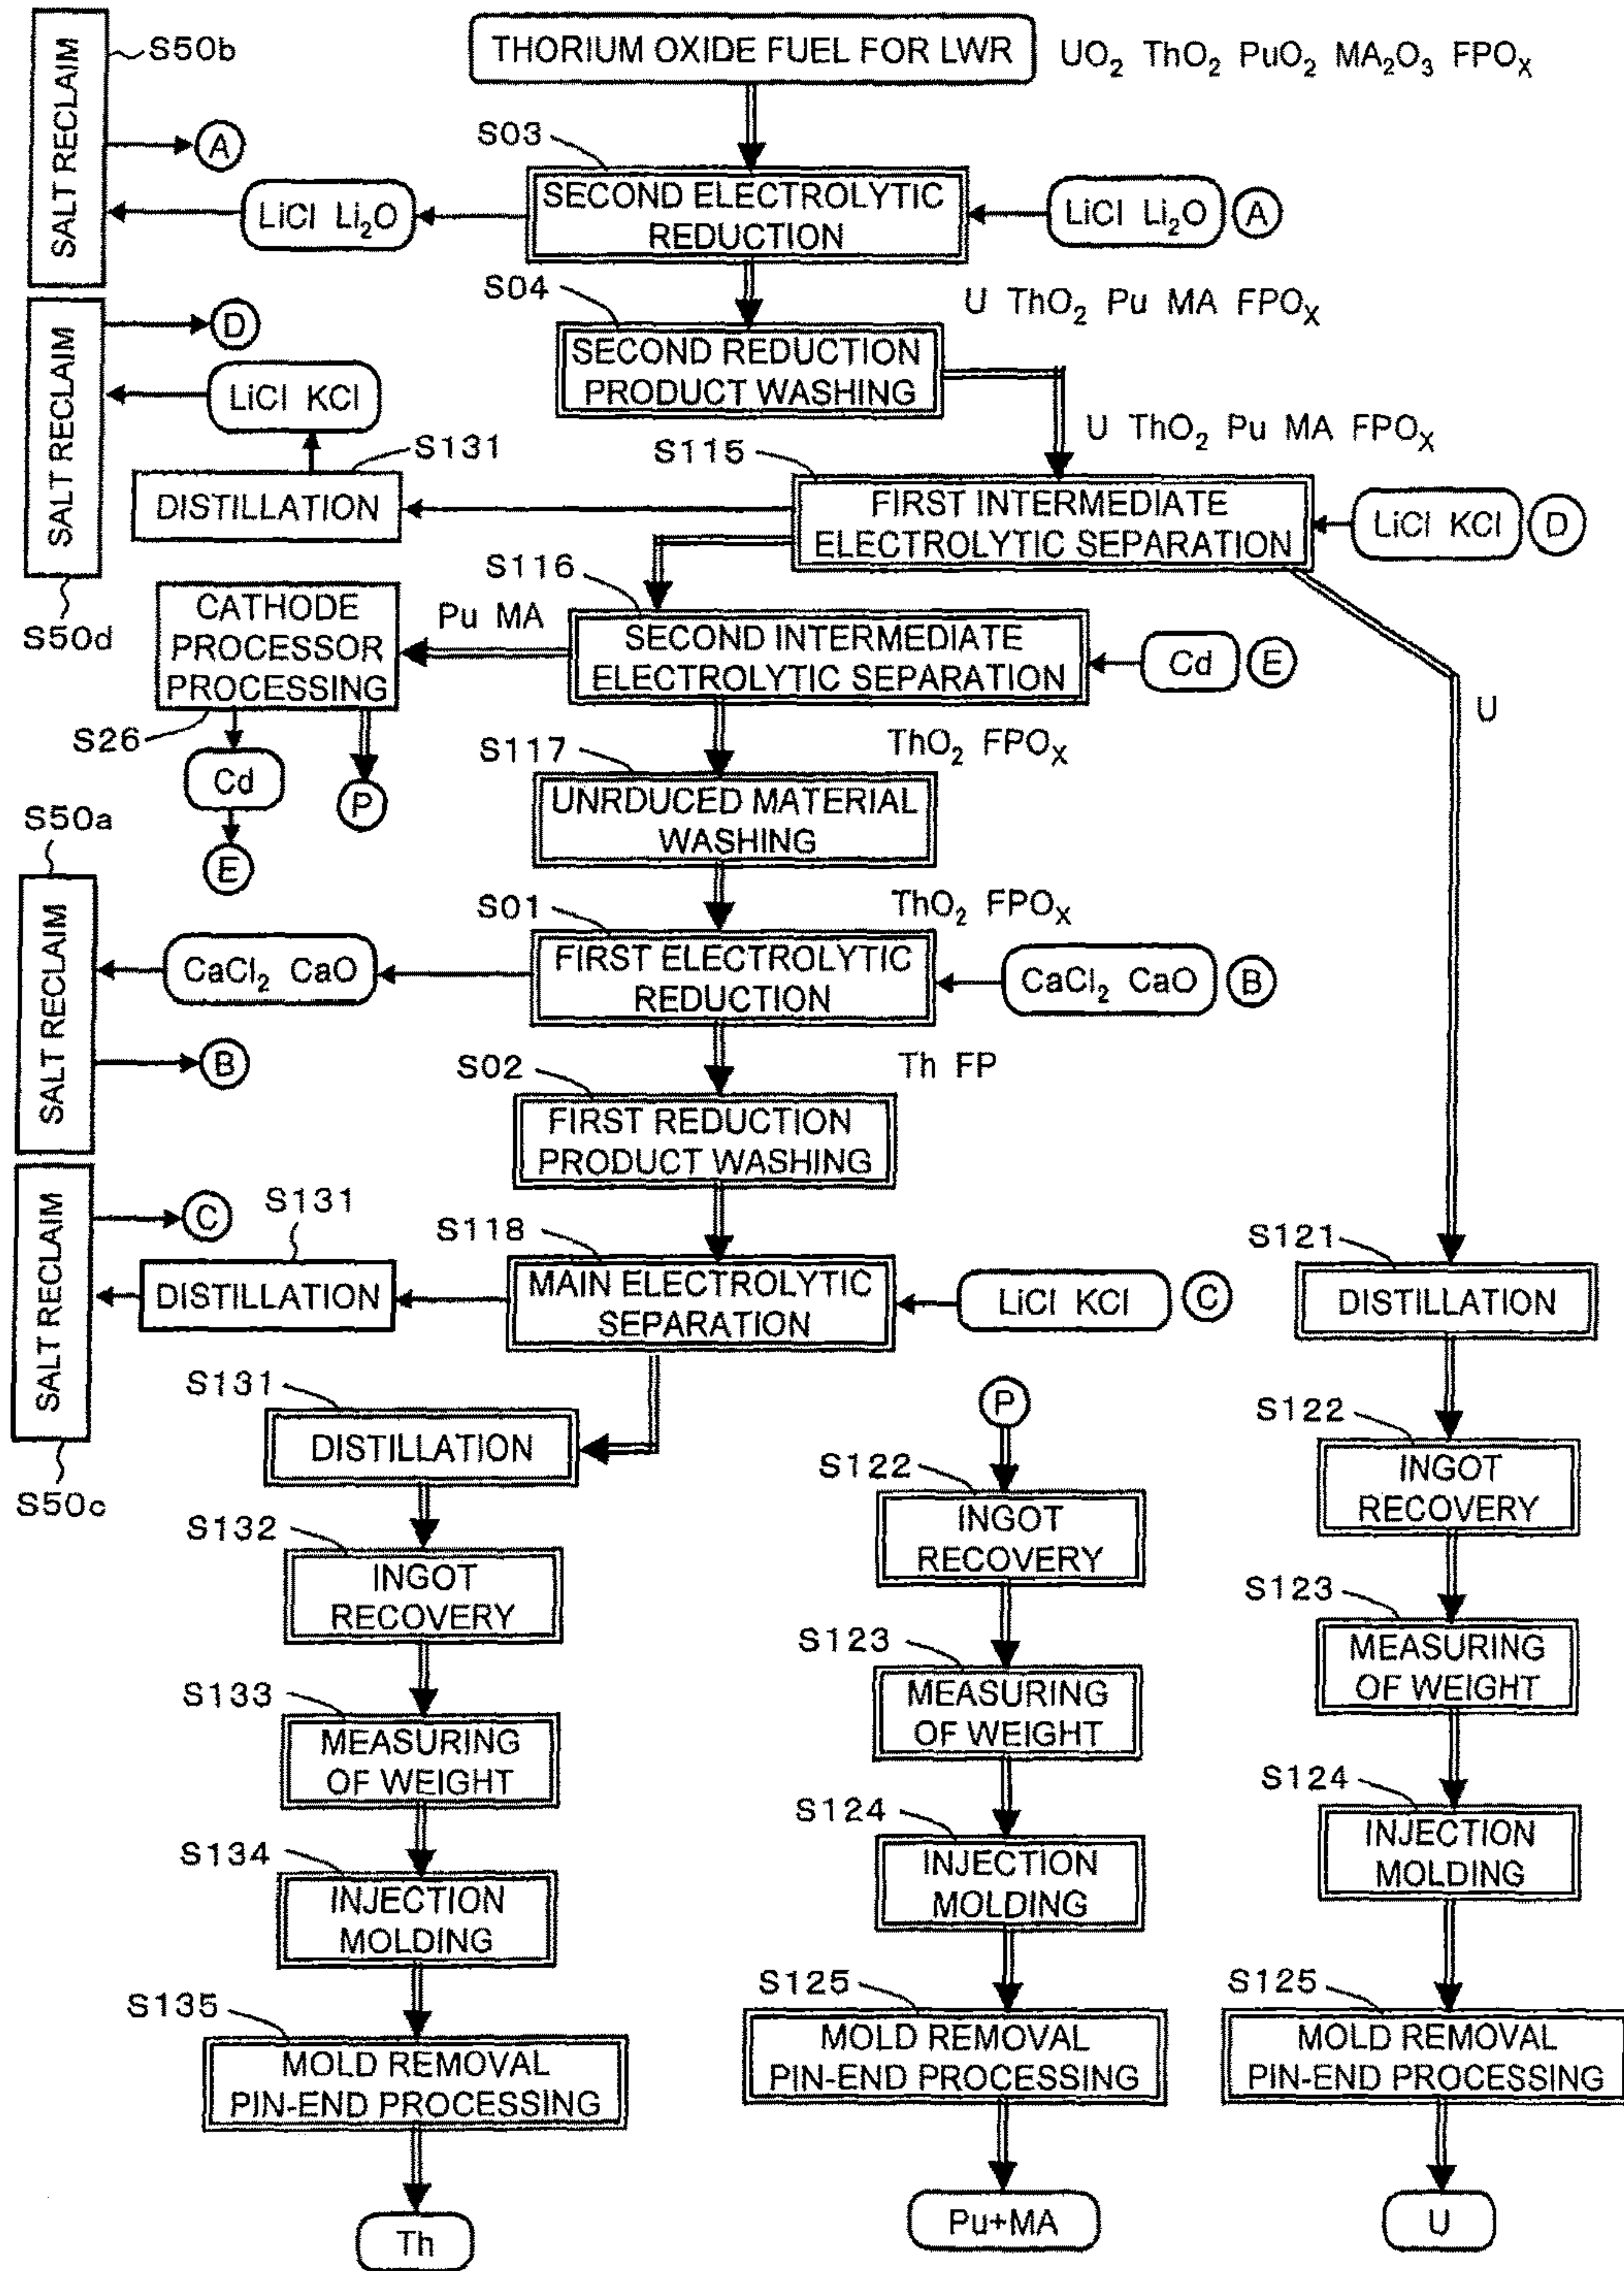 S50b
SALT RECLAIM
THORIUM OXIDE FUEL FOR LWR
UO₂ ThO₂ PuO₂ MA₂O₃ FPOₓ
A
S03
SECOND ELECTROLYTIC
REDUCTION
LiCl Li₂O
LiCl Li₂O
A
S04
U ThO₂ Pu MA FPOₓ
SALT RECLAIM
S50d
D
SECOND REDUCTION
PRODUCT WASHING
LiCl KCl
U ThO₂ Pu MA FPOₓ
S131
S115
DISTILLATION
FIRST INTERMEDIATE
ELECTROLYTIC SEPARATION
LiCl KCl
D
S116
CATHODE
PROCESSOR
PROCESSING
Pu MA
SECOND INTERMEDIATE
ELECTROLYTIC SEPARATION
Cd
E
U
S26
Cd
P
E
S117
ThO₂ FPOₓ
UNRDUCED MATERIAL
WASHING
S50a
SALT RECLAIM
S01
ThO₂ FPOₓ
CaCl₂ CaO
FIRST ELECTROLYTIC
REDUCTION
CaCl₂ CaO
B
B
S02
Th FP
FIRST REDUCTION
PRODUCT WASHING
SALT RECLAIM
S50c
C
S131
DISTILLATION
S118
MAIN ELECTROLYTIC
SEPARATION
LiCl KCl
C
S121
DISTILLATION
S131
DISTILLATION
P
S122
INGOT
RECOVERY
S122
INGOT
RECOVERY
S132
INGOT
RECOVERY
S123
MEASURING
OF WEIGHT
S123
MEASURING
OF WEIGHT
S133
MEASURING
OF WEIGHT
S124
INJECTION
MOLDING
S124
INJECTION
MOLDING
S134
INJECTION
MOLDING
S125
MOLD REMOVAL
PIN-END PROCESSING
S125
MOLD REMOVAL
PIN-END PROCESSING
S135
MOLD REMOVAL
PIN-END PROCESSING
Th
Pu+MA
U